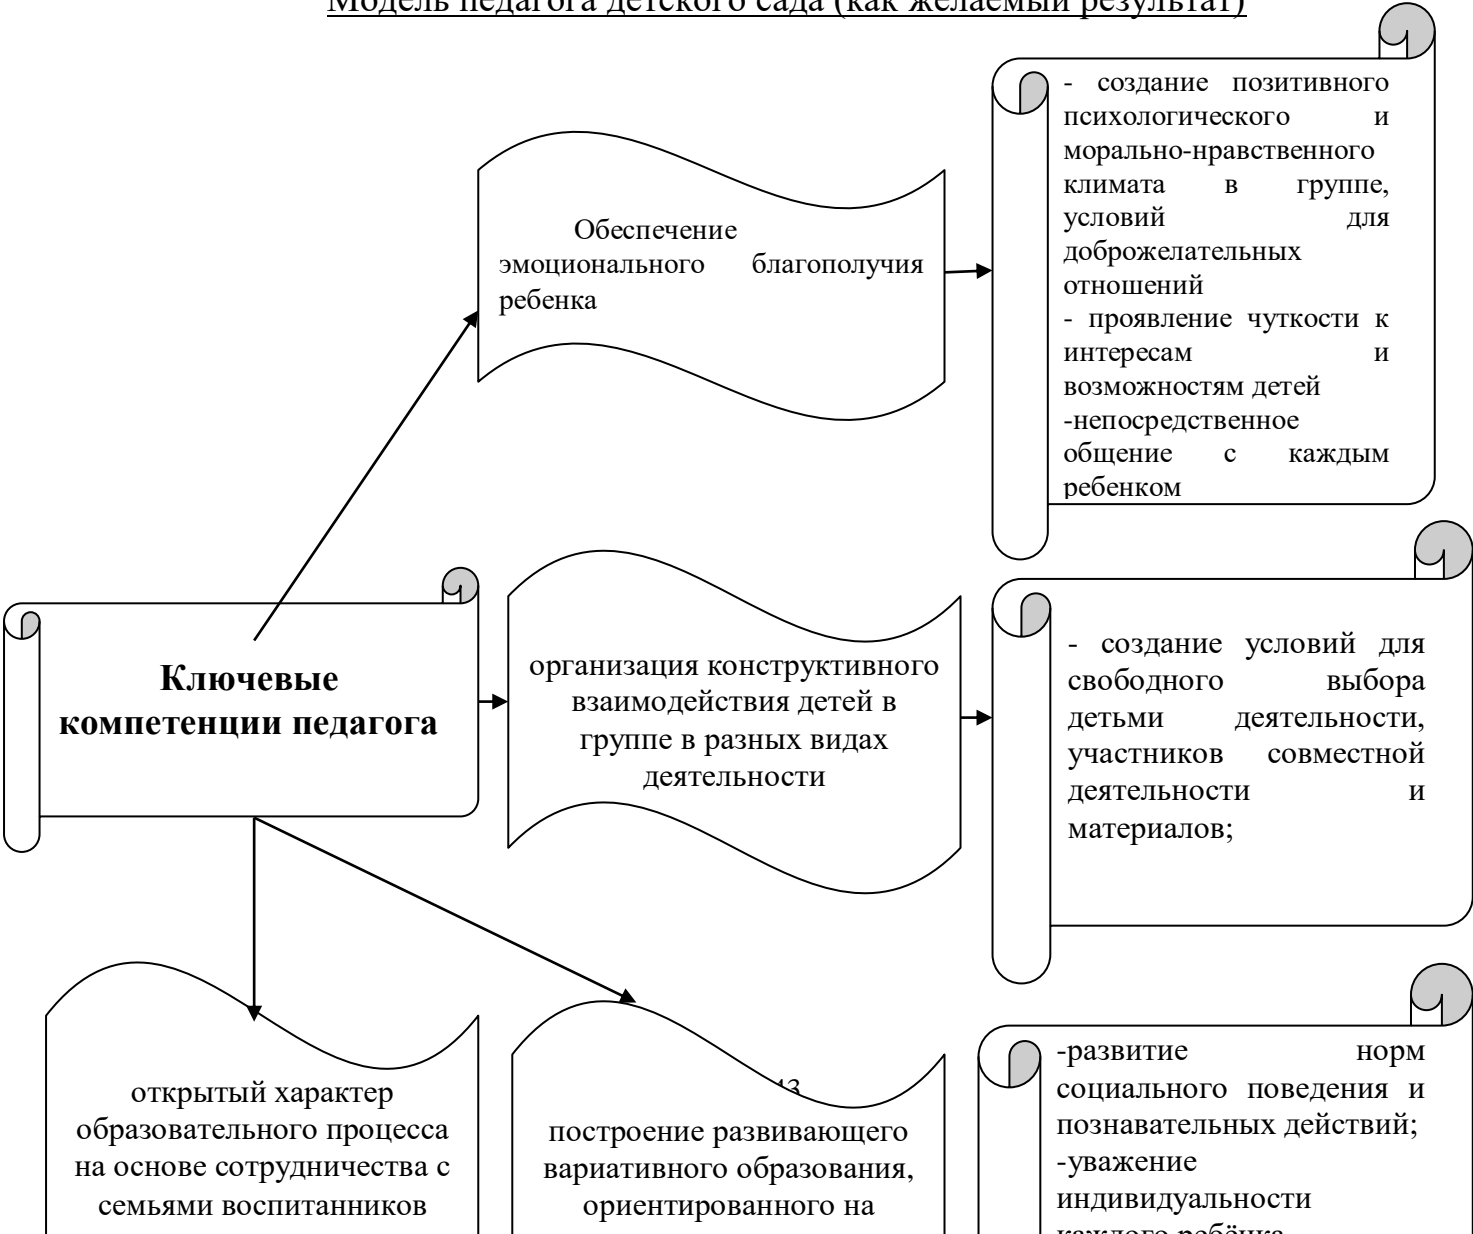 Модель педагога детского сада (как желаемый результат)
- создание позитивного
психологического и
морально-нравственного
климата в группе,
условий для
доброжелательных
отношений
- проявление чуткости к
интересам и
возможностям детей
-непосредственное
общение с каждым
ребенком
Обеспечение
эмоционального благополучия
ребенка
Ключевые
компетенции педагога
организация конструктивного
взаимодействия детей в
группе в разных видах
деятельности
- создание условий для
свободного выбора
детьми деятельности,
участников совместной
деятельности и
материалов;
открытый характер
образовательного процесса
на основе сотрудничества с
семьями воспитанников
построение развивающего
вариативного образования,
ориентированного на
-развитие норм
социального поведения и
познавательных действий;
-уважение
индивидуальности
каждого ребёнка